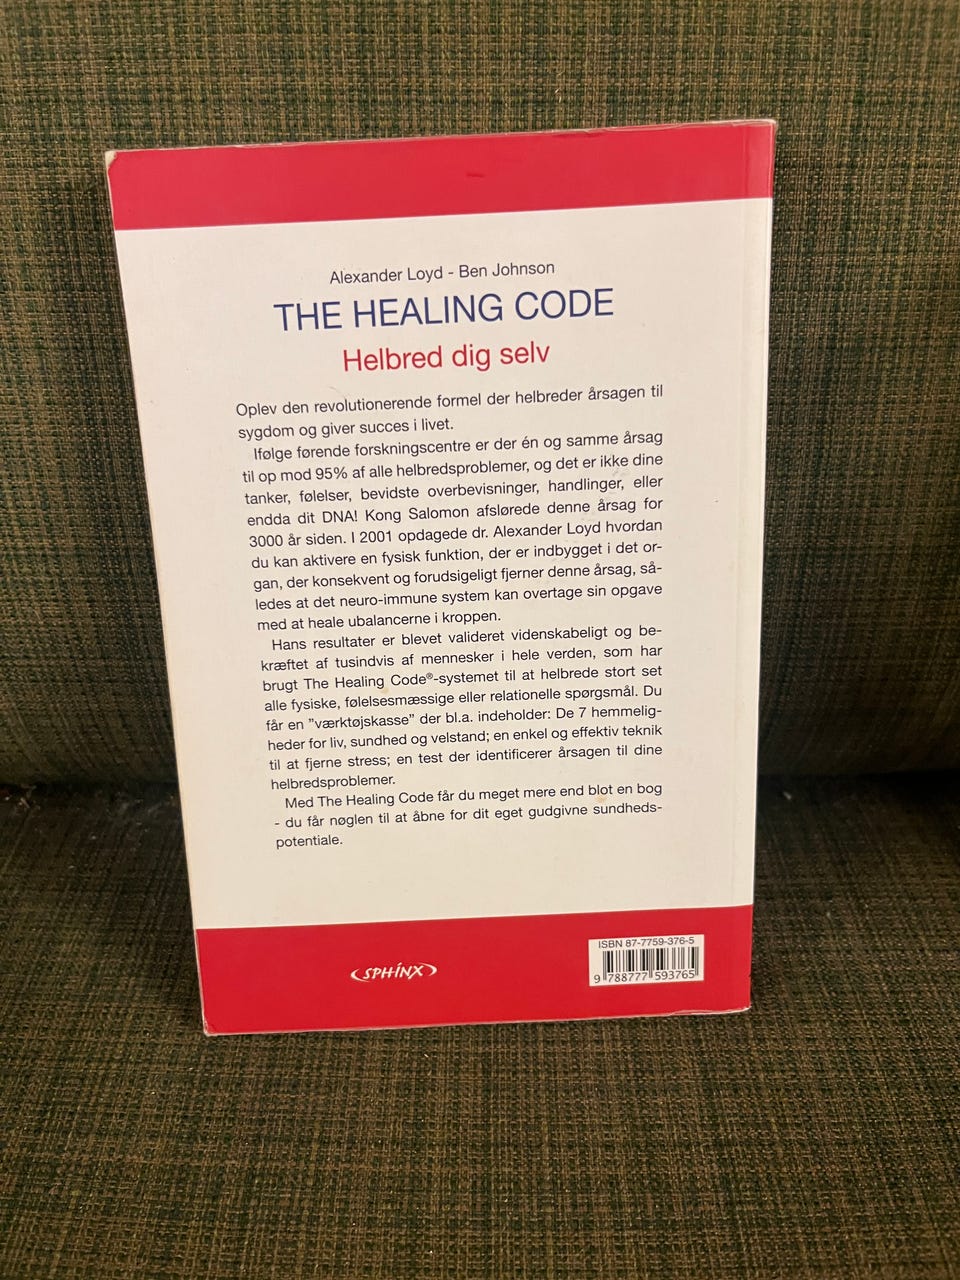 Alexander Loyd - Ben Johnson
THE HEALING CODE
Helbred dig selv
Oplev den revolutionerende formel der helbreder årsagen til
sygdom og giver succes i livet.
Ifølge førende forskningscentre er der én og samme årsag
til op mod 95% af alle helbredsproblemer, og det er ikke dine
tanker, følelser, bevidste overbevisninger, handlinger, eller
endda dit DNA! Kong Salomon afslørede denne årsag for
3000 år siden. I 2001 opdagede dr. Alexander Loyd hvordan
du kan aktivere en fysisk funktion, der er indbygget i det or-
gan, der konsekvent og forudsigeligt fjerner denne årsag, så-
ledes at det neuro-immune system kan overtage sin opgave
med at heale ubalancerne i kroppen.
Hans resultater er blevet valideret videnskabeligt og be-
kræftet af tusindvis af mennesker i hele verden, som har
brugt The Healing Code®-systemet til at helbrede stort set
alle fysiske, følelsesmæssige eller relationelle spørgsmål. Du
får en "værktøjskasse" der bl.a. indeholder: De 7 hemmelig-
heder for liv, sundhed og velstand; en enkel og effektiv teknik
til at fjerne stress; en test der identificerer årsagen til dine
helbredsproblemer.
Med The Healing Code får du meget mere end blot en bog
- du får nøglen til at åbne for dit eget gudgivne sundheds-
potentiale.
SPHINX
ISBN 87-7759-376-5
9 788777 593765